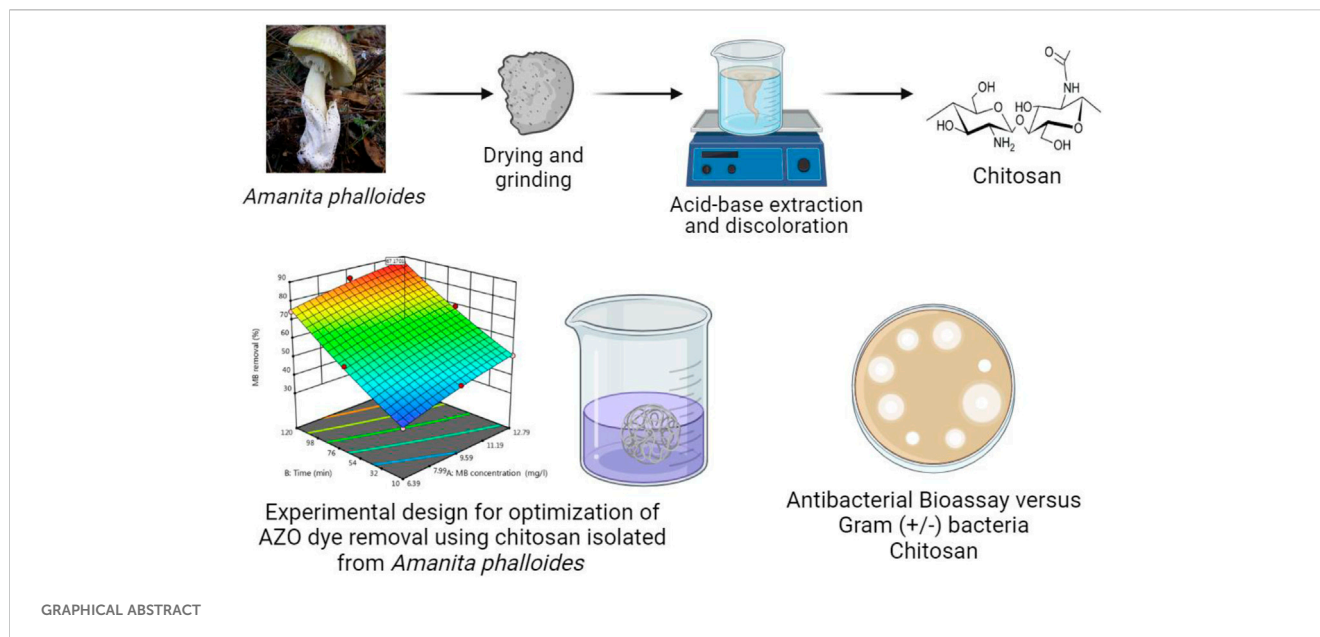 Amanita phalloides
Drying and
grinding
Acid-base extraction
and discoloration
OH
O
HO
NH2
O
O
NH
HO
O
OH
Chitosan
MB removal (%)
90
80
70
60
50
40
30
120
98
76
54
32
10
B: Time (min)
6.39
7.99
9.59
11.19
12.79
A: MB concentration (mg/l)
Experimental design for optimization of
AZO dye removal using chitosan isolated
from Amanita phalloides
Antibacterial Bioassay versus
Gram (+/-) bacteria
Chitosan
GRAPHICAL ABSTRACT